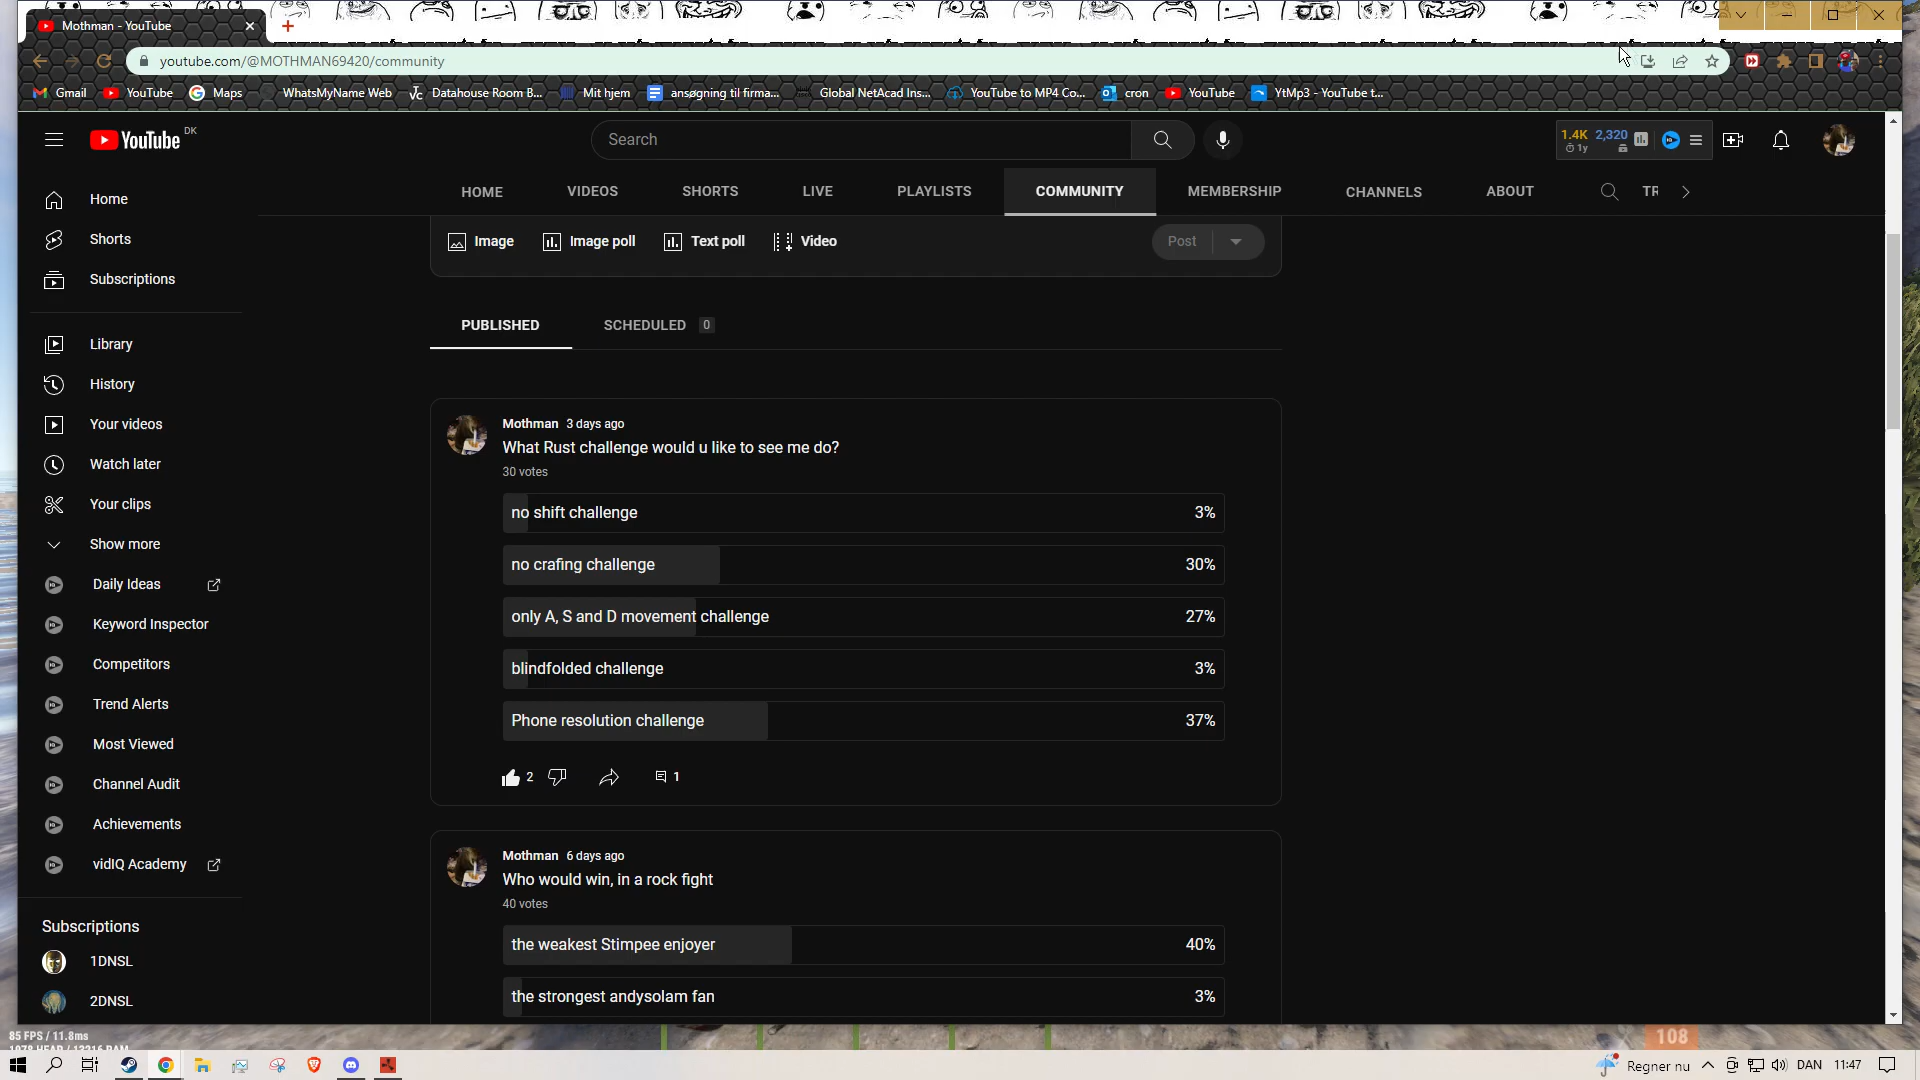 Mothman - YouTube
youtube.com/@MOTHMAN69420/community
Gmail YouTube Maps WhatsMyName Web Datahouse Room B... Mit hjem ansøgning til firma... Global NetAcad Ins... YouTube to MP4 Co... cron YouTube YtMp3 - YouTube t...
YouTube DK
Search
1.4K 2,320
1y
HOME VIDEOS SHORTS LIVE PLAYLISTS COMMUNITY MEMBERSHIP CHANNELS ABOUT TR
Home
Shorts
Subscriptions
Library
History
Your videos
Watch later
Your clips
Show more
Daily Ideas
Keyword Inspector
Competitors
Trend Alerts
Most Viewed
Channel Audit
Achievements
vidIQ Academy
Subscriptions
1DNSL
2DNSL
Image Image poll Text poll Video Post
PUBLISHED SCHEDULED 0
Mothman 3 days ago
What Rust challenge would u like to see me do?
30 votes
no shift challenge 3%
no crafing challenge 30%
only A, S and D movement challenge 27%
blindfolded challenge 3%
Phone resolution challenge 37%
2 1
Mothman 6 days ago
Who would win, in a rock fight
40 votes
the weakest Stimpee enjoyer 40%
the strongest andysolam fan 3%
85 FPS / 11.8ms
108
Regner nu DAN 11:47